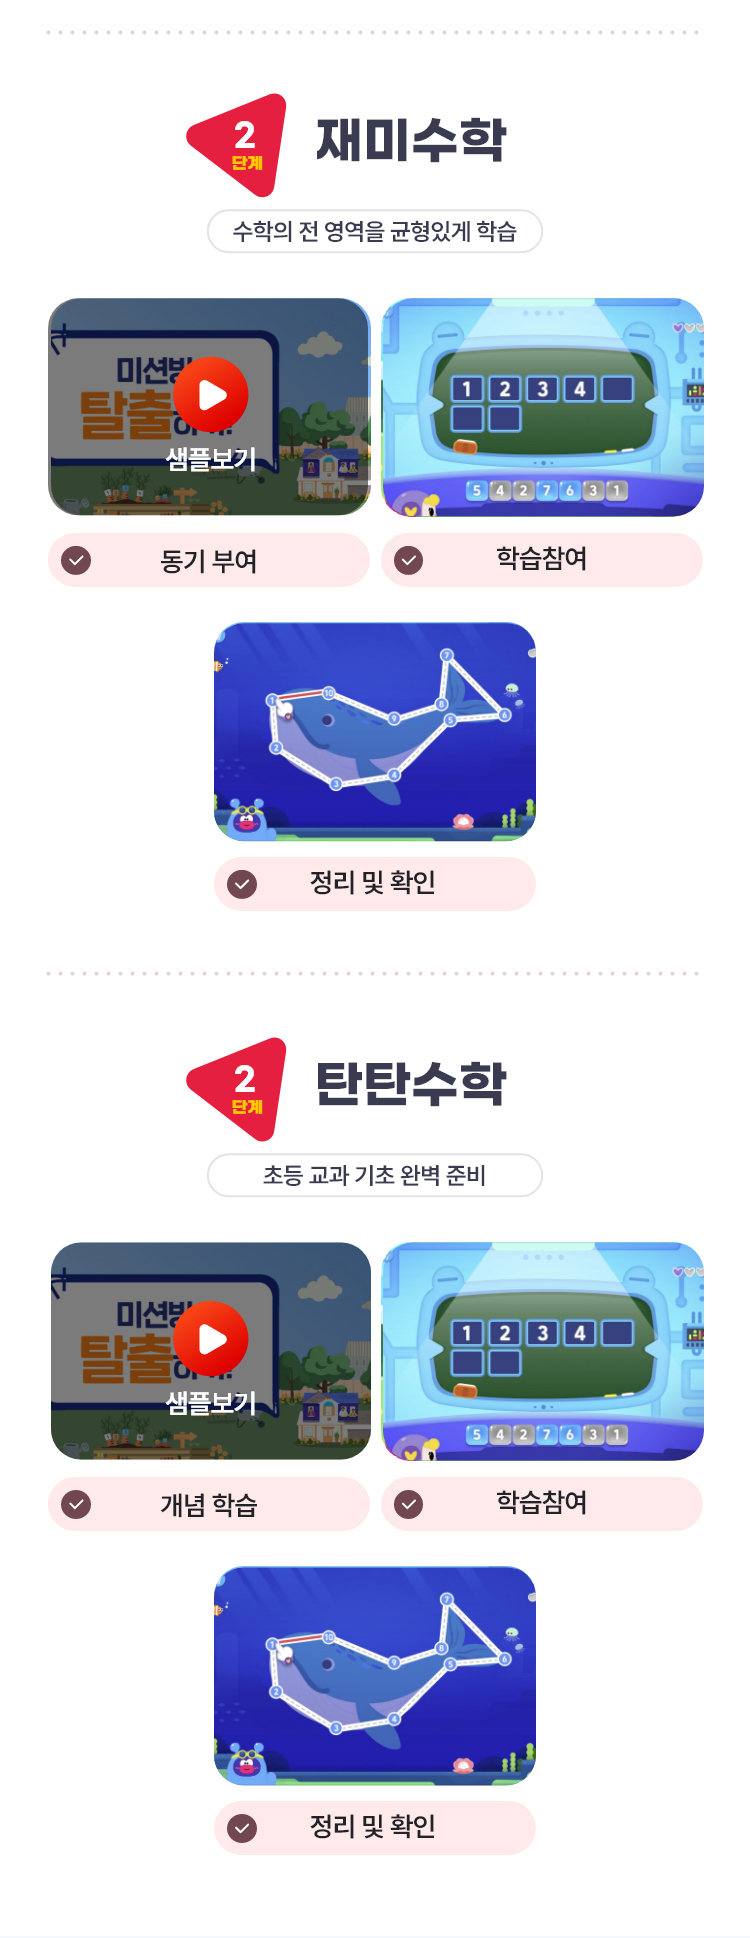 2
단계
재미수학
수학의 전 영역을 균형있게 학습
미션방
탈출
샘플보기
1 2 3 4
5 4 2 7 6 3 1
동기 부여
학습참여
7
1 10
8
9 5 6
2
3 4
정리 및 확인
2
단계
탄탄수학
초등 교과 기초 완벽 준비
미션방
탈출
샘플보기
1 2 3 4
5 4 2 7 6 3 1
개념 학습
학습참여
7
1 10
8
9 5 6
2
3 4
정리 및 확인